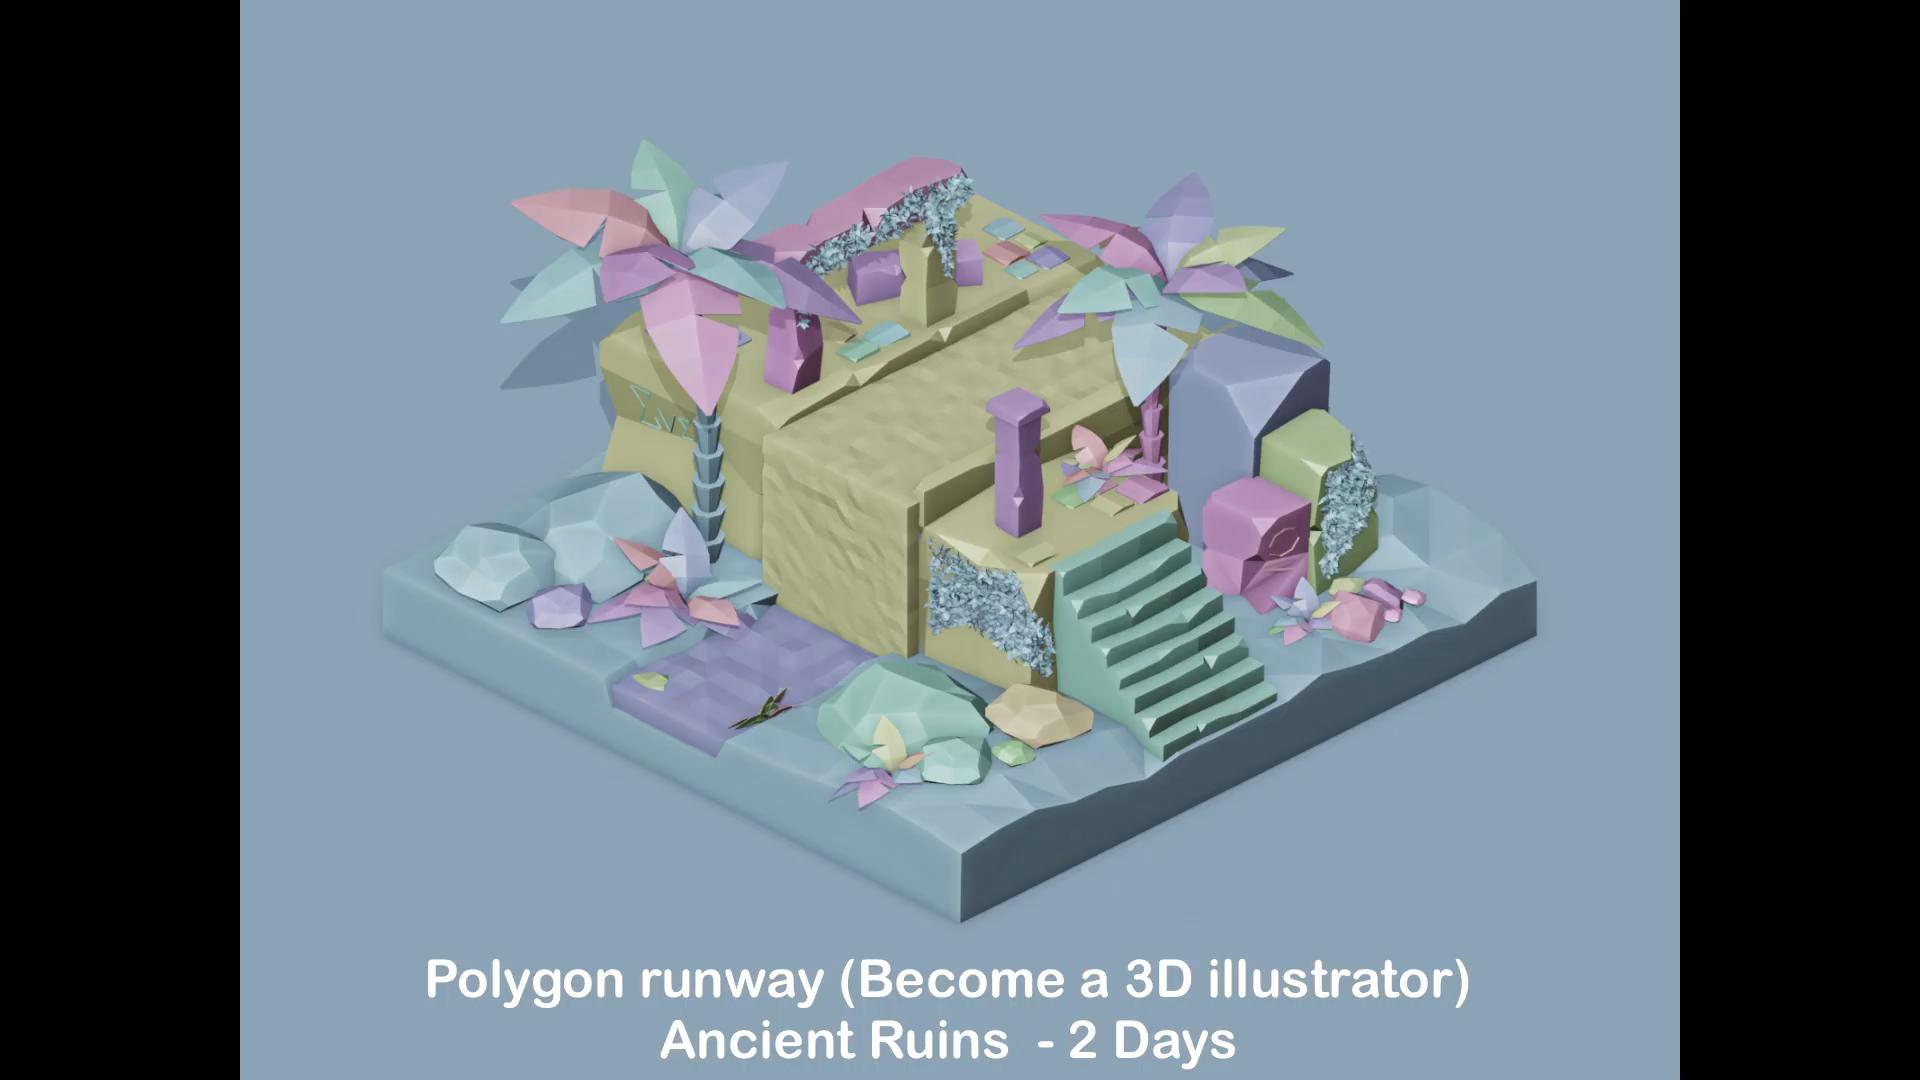 Polygon runway (Become a 3D illustrator)
Ancient Ruins - 2 Days